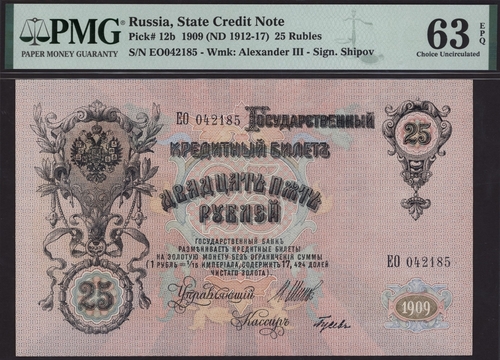 PMG
PAPER MONEY GUARANTY
Russia, State Credit Note
Pick# 12b 1909 (ND 1912-17) 25 Rubles
S/N EO042185 - Wmk: Alexander III - Sign. Shipov
63
EPQ
Choice Uncirculated
ЕО 042185
Государственный
Кредитный Билетъ
Двадцать пять
Рублей
25
Государственный Банкъ
размѣниваетъ кредитные билеты
на золотую монету безъ ограниченія суммы
(1 рубль = 1/15 имперіала, содержитъ 17,424 долей
чистаго золота).
ЕО 042185
25
Управляющій
И. Шиповъ
Кассиръ
1909